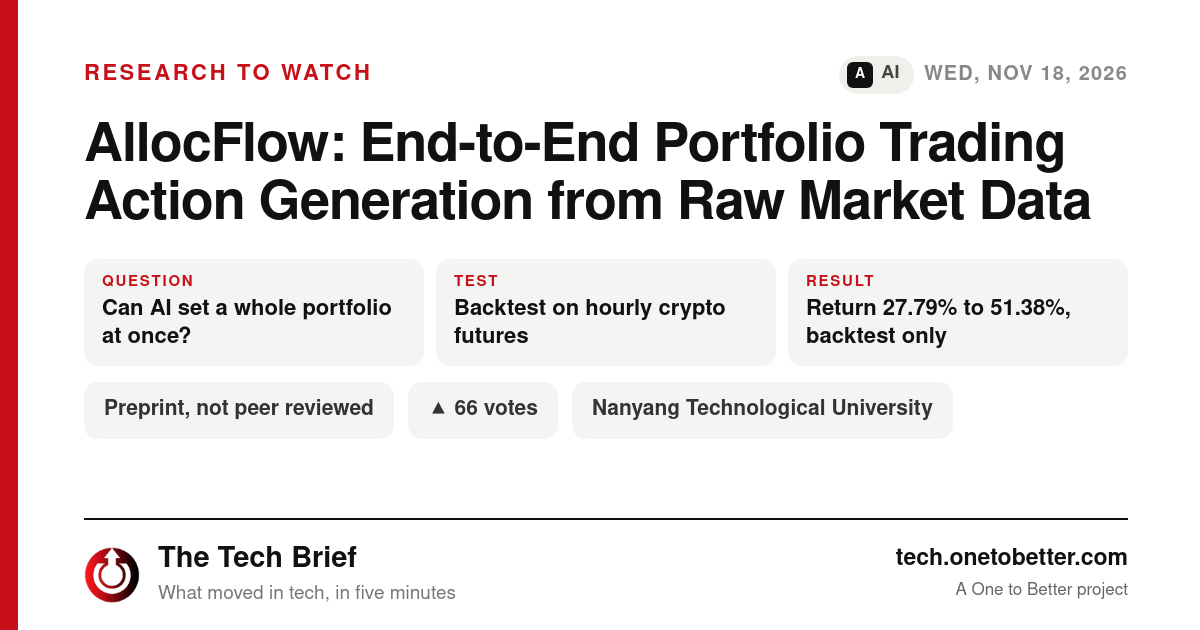 RESEARCH TO WATCH
A AI WED, NOV 18, 2026
AllocFlow: End-to-End Portfolio Trading
Action Generation from Raw Market Data
QUESTION
Can AI set a whole portfolio
at once?
TEST
Backtest on hourly crypto
futures
RESULT
Return 27.79% to 51.38%,
backtest only
Preprint, not peer reviewed
▲ 66 votes
Nanyang Technological University
The Tech Brief
What moved in tech, in five minutes
tech.onetobetter.com
A One to Better project